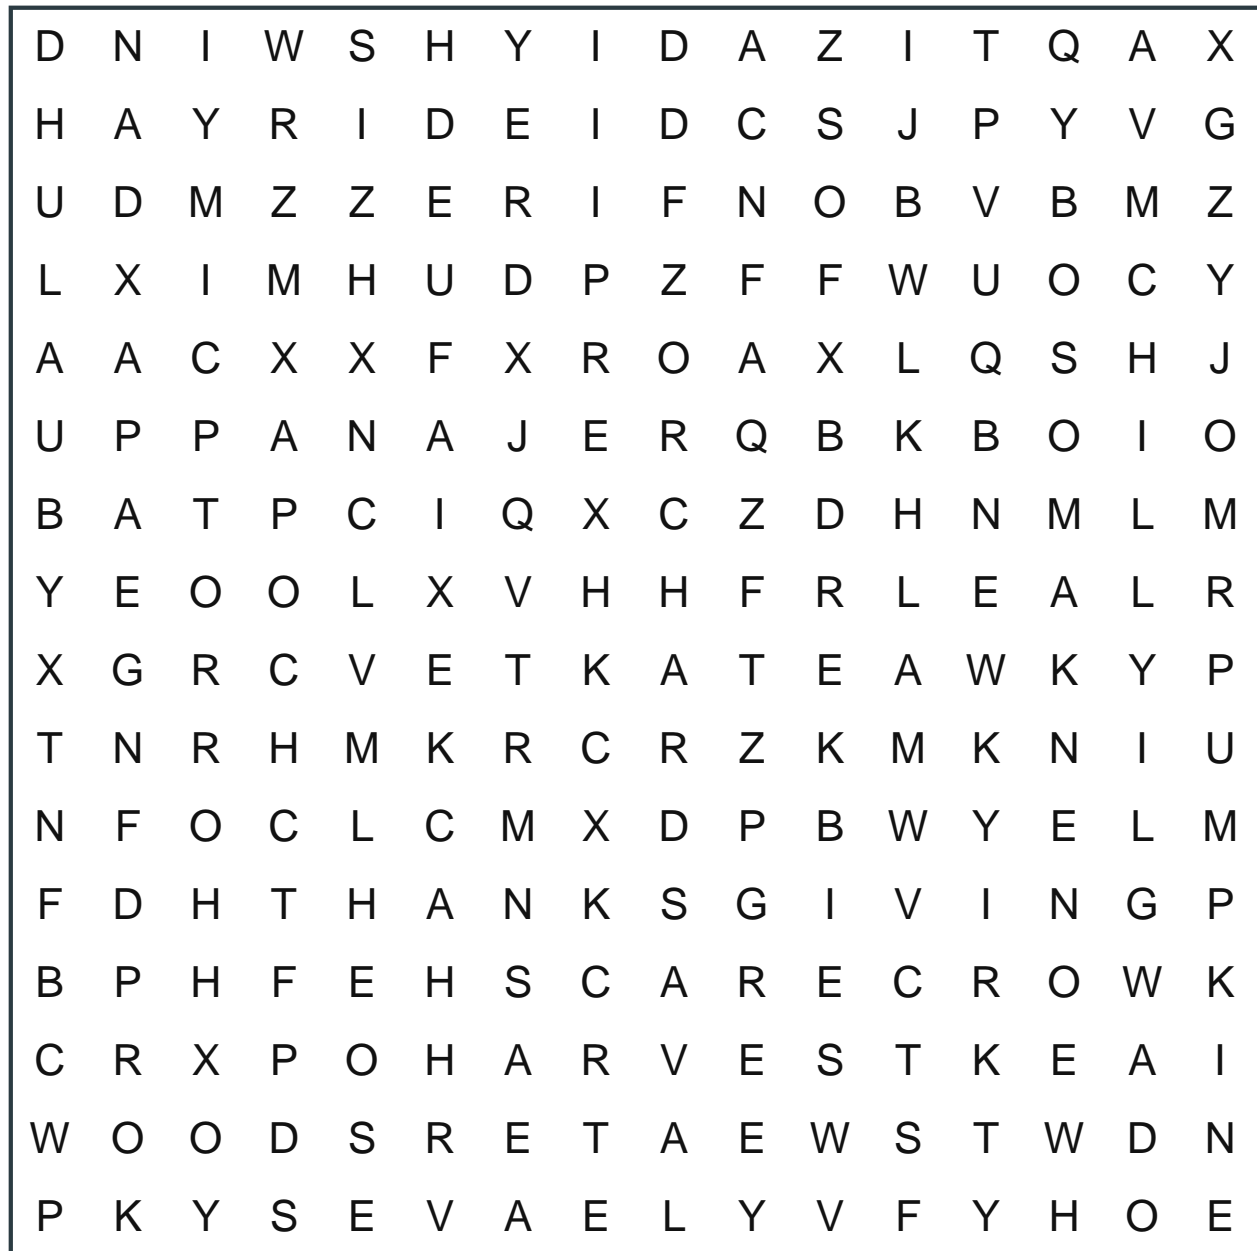 D N I W S H Y I D A Z I T Q A X
H A Y R I D E I D C S J P Y V G
U D M Z Z E R I F N O B V B M Z
L X I M H U D P Z F F W U O C Y
A A C X X F X R O A X L Q S H J
U P P A N A J E R Q B K B O I O
B A T P C I Q X C Z D H N M L M
Y E O O L X V H H F R L E A L R
X G R C V E T K A T E A W K Y P
T N R H M K R C R Z K M K N I U
N F O C L C M X D P B W Y E L M
F D H T H A N K S G I V I N G P
B P H F E H S C A R E C R O W K
C R X P O H A R V E S T K E A I
W O O D S R E T A E W S T W D N
P K Y S E V A E L Y V F Y H O E